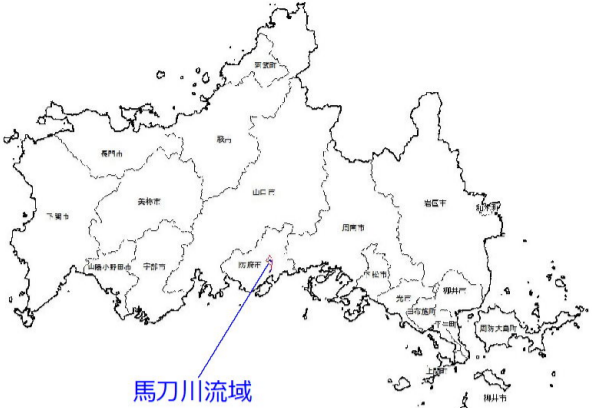 阿武町
萩市
長門市
美祢市
山口市
岩国市
和木町
下関市
周南市
山陽小野田市
宇部市
防府市
下松市
光市
柳井市
田布施町
平生町
周防大島町
上関町
柳井市
馬刀川流域